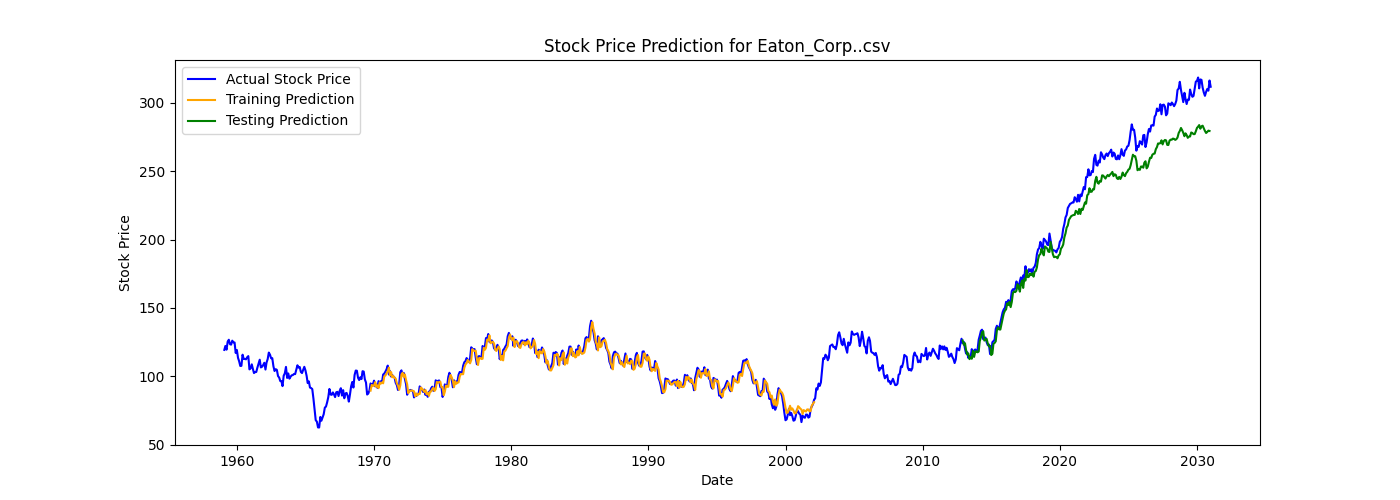 Stock Price Prediction for Eaton_Corp..csv
Actual Stock Price
Training Prediction
Testing Prediction
Stock Price
300
250
200
150
100
50
1960 1970 1980 1990 2000 2010 2020 2030
Date